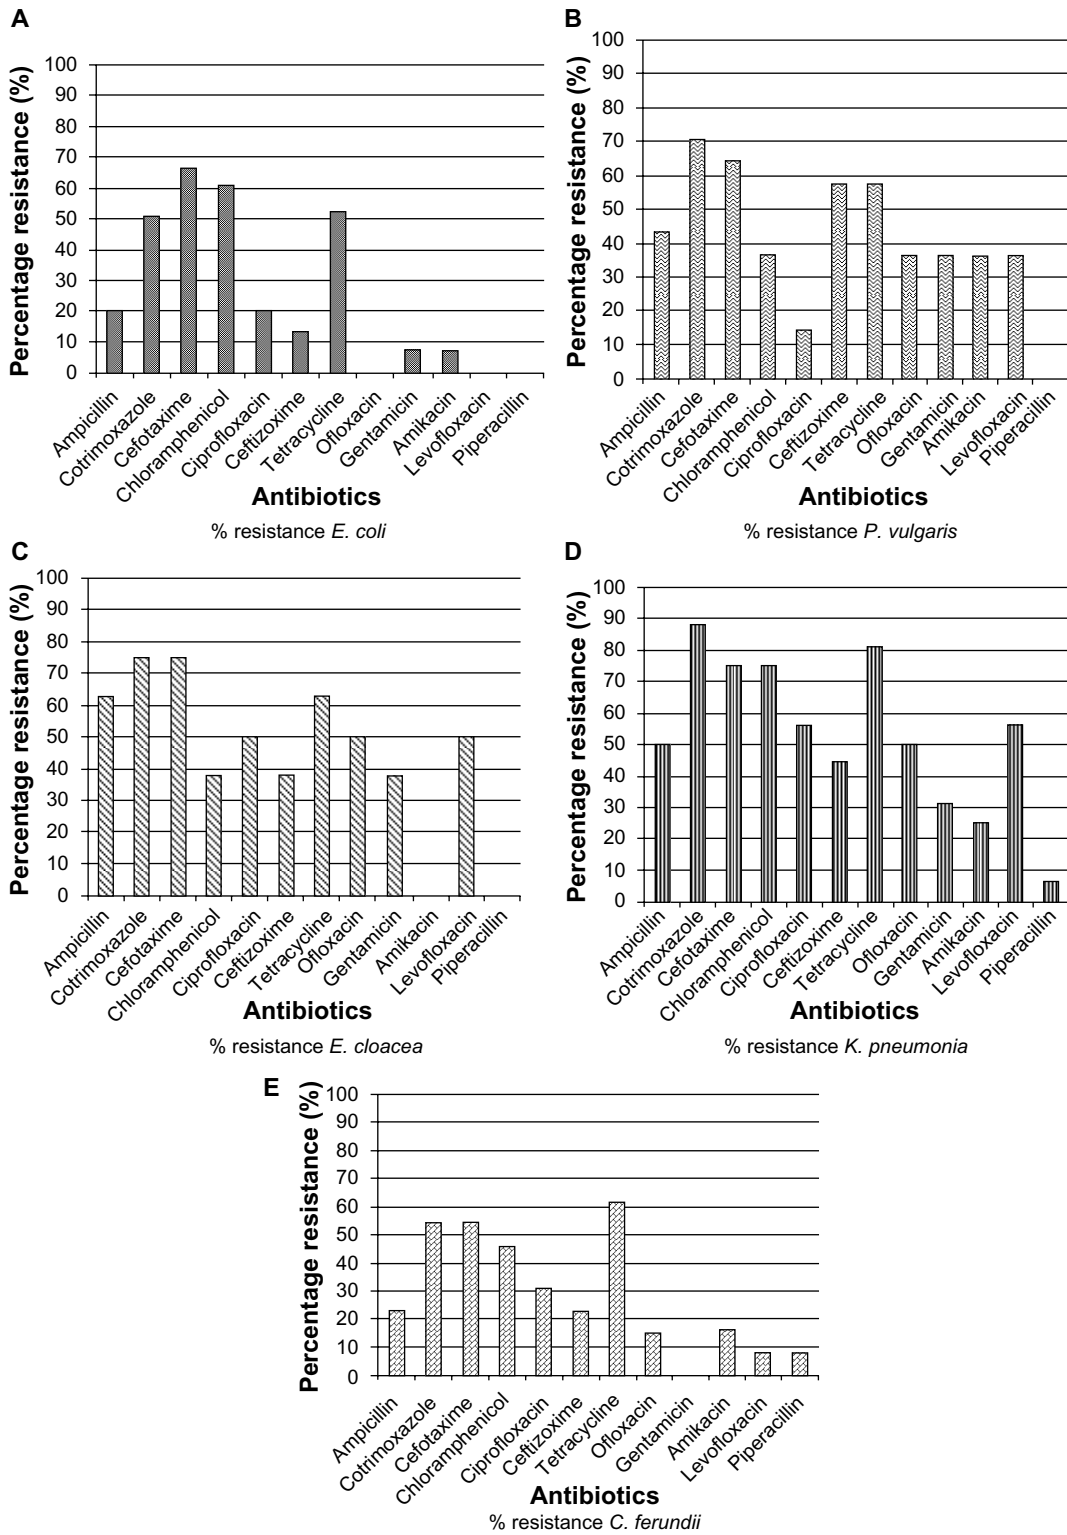 A
Percentage resistance (%)
100
90
80
70
60
50
40
30
20
10
0
Ampicillin
Cotrimoxazole
Cefotaxime
Chloramphenicol
Ciprofloxacin
Ceftizoxime
Tetracycline
Ofloxacin
Gentamicin
Amikacin
Levofloxacin
Piperacillin
Antibiotics
% resistance E. coli
B
Percentage resistance (%)
100
90
80
70
60
50
40
30
20
10
0
Ampicillin
Cotrimoxazole
Cefotaxime
Chloramphenicol
Ciprofloxacin
Ceftizoxime
Tetracycline
Ofloxacin
Gentamicin
Amikacin
Levofloxacin
Piperacillin
Antibiotics
% resistance P. vulgaris
C
Percentage resistance (%)
100
90
80
70
60
50
40
30
20
10
0
Ampicillin
Cotrimoxazole
Cefotaxime
Chloramphenicol
Ciprofloxacin
Ceftizoxime
Tetracycline
Ofloxacin
Gentamicin
Amikacin
Levofloxacin
Piperacillin
Antibiotics
% resistance E. cloacea
D
Percentage resistance (%)
100
90
80
70
60
50
40
30
20
10
0
Ampicillin
Cotrimoxazole
Cefotaxime
Chloramphenicol
Ciprofloxacin
Ceftizoxime
Tetracycline
Ofloxacin
Gentamicin
Amikacin
Levofloxacin
Piperacillin
Antibiotics
% resistance K. pneumonia
E
Percentage resistance (%)
100
90
80
70
60
50
40
30
20
10
0
Ampicillin
Cotrimoxazole
Cefotaxime
Chloramphenicol
Ciprofloxacin
Ceftizoxime
Tetracycline
Ofloxacin
Gentamicin
Amikacin
Levofloxacin
Piperacillin
Antibiotics
% resistance C. ferundii